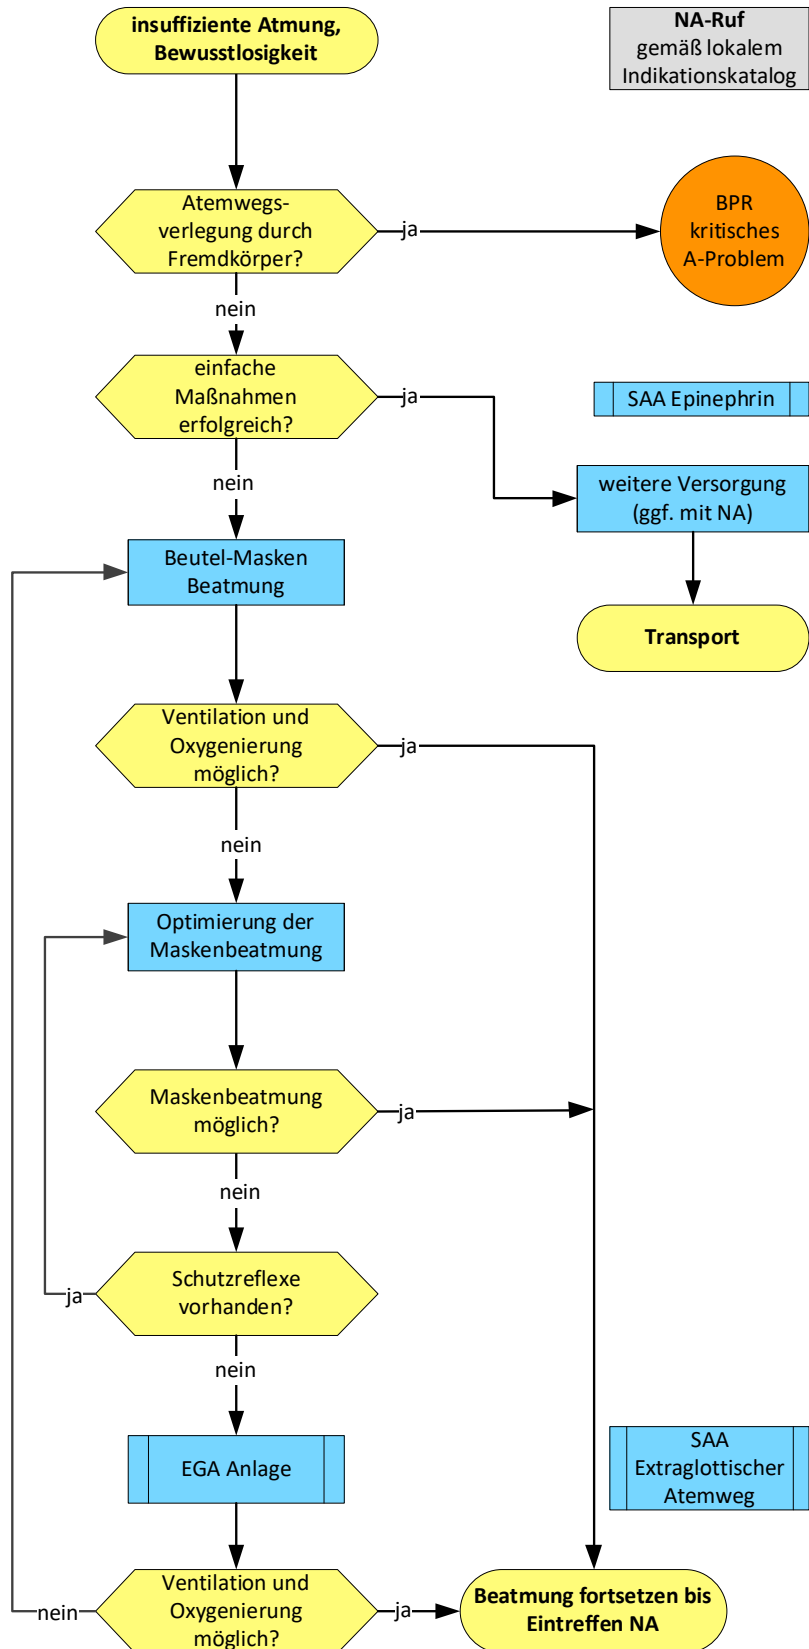 insuffiziente Atmung,
Bewusstlosigkeit
NA-Ruf
gemäß lokalem
Indikationskatalog
Atemwegs-
verlegung durch
Fremdkörper?
ja
BPR
kritisches
A-Problem
nein
einfache
Maßnahmen
erfolgreich?
ja
SAA Epinephrin
nein
weitere Versorgung
(ggf. mit NA)
Beutel-Masken
Beatmung
Transport
Ventilation und
Oxygenierung
möglich?
ja
nein
Optimierung der
Maskenbeatmung
Maskenbeatmung
möglich?
ja
nein
Schutzreflexe
vorhanden?
ja
nein
EGA Anlage
SAA
Extraglottischer
Atemweg
Ventilation und
Oxygenierung
möglich?
nein
ja
Beatmung fortsetzen bis
Eintreffen NA